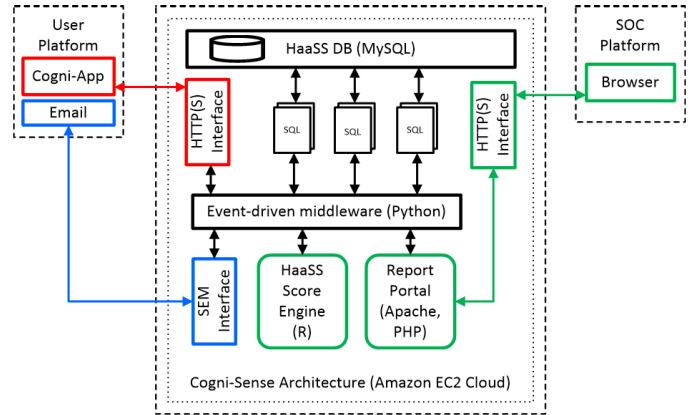 User
Platform
Cogni-App
Email
HaaSS DB (MySQL)
SOC
Platform
Browser
HTTP(S)
Interface
SQL
SQL
SQL
HTTP(S)
Interface
Event-driven middleware (Python)
SEM
Interface
HaaSS
Score
Engine
(R)
Report
Portal
(Apache,
PHP)
Cogni-Sense Architecture (Amazon EC2 Cloud)